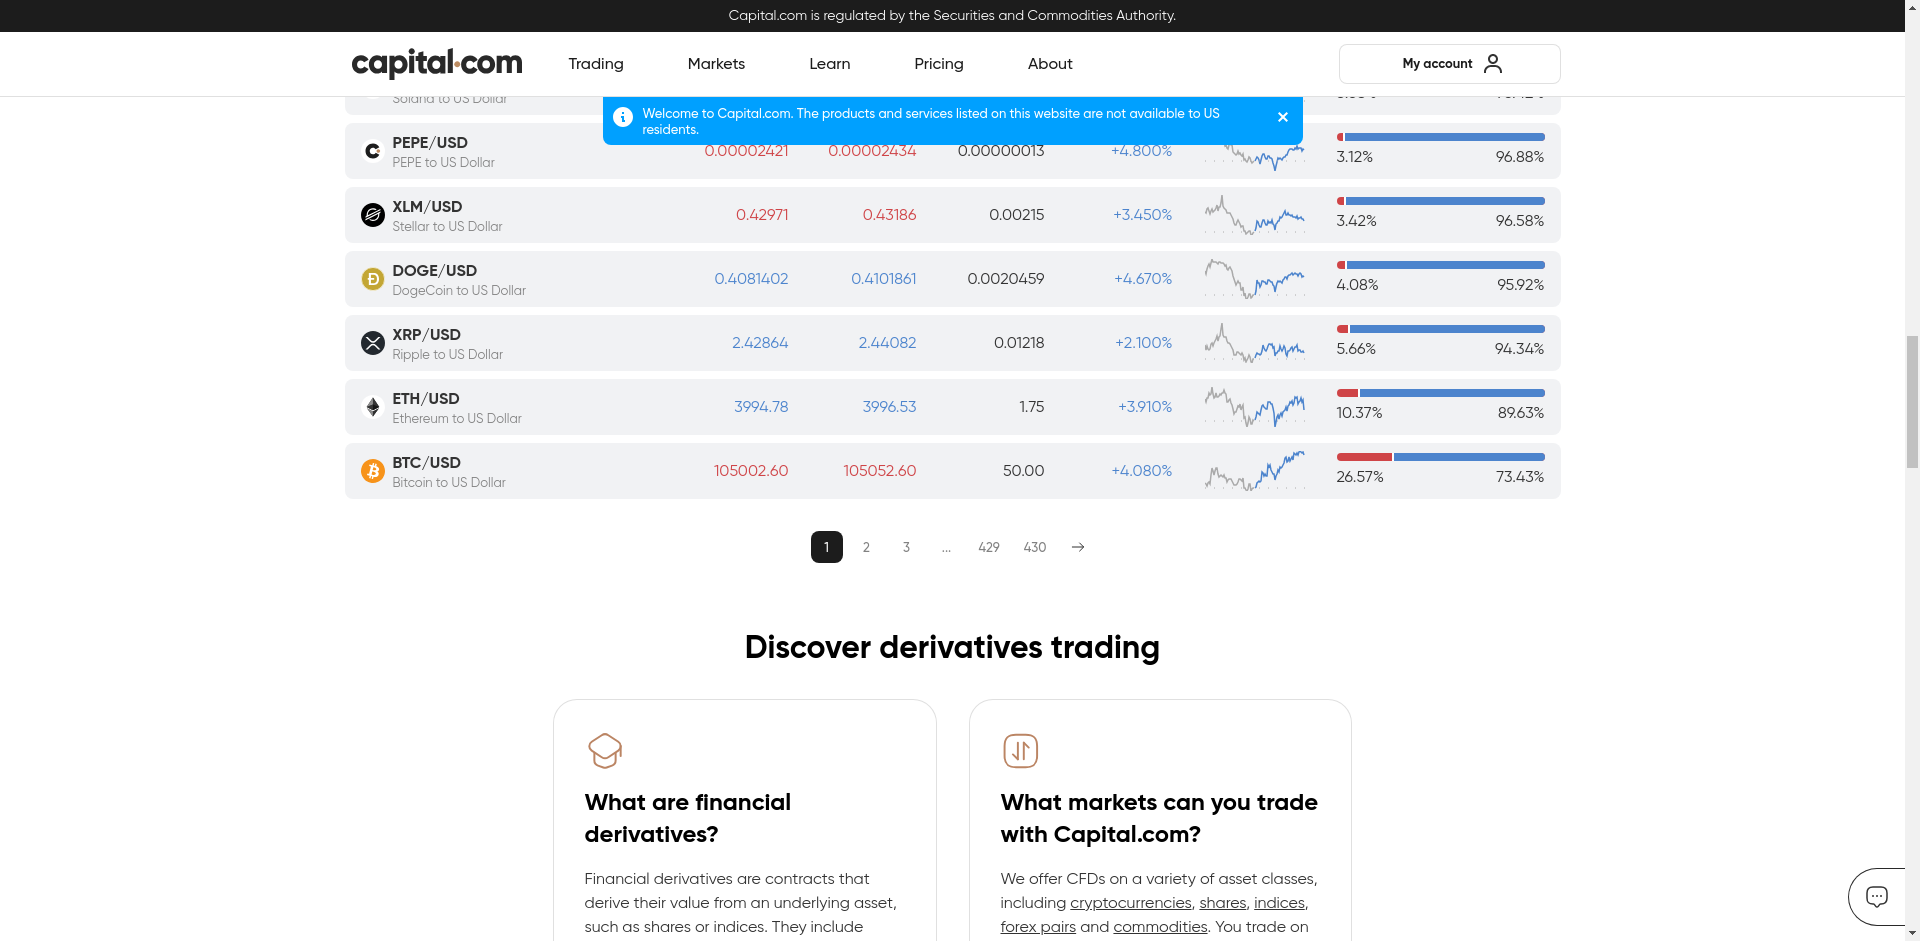 Capital.com is regulated by the Securities and Commodities Authority.
capital.com
Trading
Markets
Learn
Pricing
About
My account
Solana to US Dollar
Welcome to Capital.com. The products and services listed on this website are not available to US
residents.
PEPE/USD
PEPE to US Dollar
0.00002421
0.00002434
0.00000013
+4.800%
3.12%
96.88%
XLM/USD
Stellar to US Dollar
0.42971
0.43186
0.00215
+3.450%
3.42%
96.58%
DOGE/USD
DogeCoin to US Dollar
0.4081402
0.4101861
0.0020459
+4.670%
4.08%
95.92%
XRP/USD
Ripple to US Dollar
2.42864
2.44082
0.01218
+2.100%
5.66%
94.34%
ETH/USD
Ethereum to US Dollar
3994.78
3996.53
1.75
+3.910%
10.37%
89.63%
BTC/USD
Bitcoin to US Dollar
105002.60
105052.60
50.00
+4.080%
26.57%
73.43%
1
2
3
...
429
430
Discover derivatives trading
What are financial
derivatives?
Financial derivatives are contracts that
derive their value from an underlying asset,
such as shares or indices. They include
What markets can you trade
with Capital.com?
We offer CFDs on a variety of asset classes,
including cryptocurrencies, shares, indices,
forex pairs and commodities. You trade on